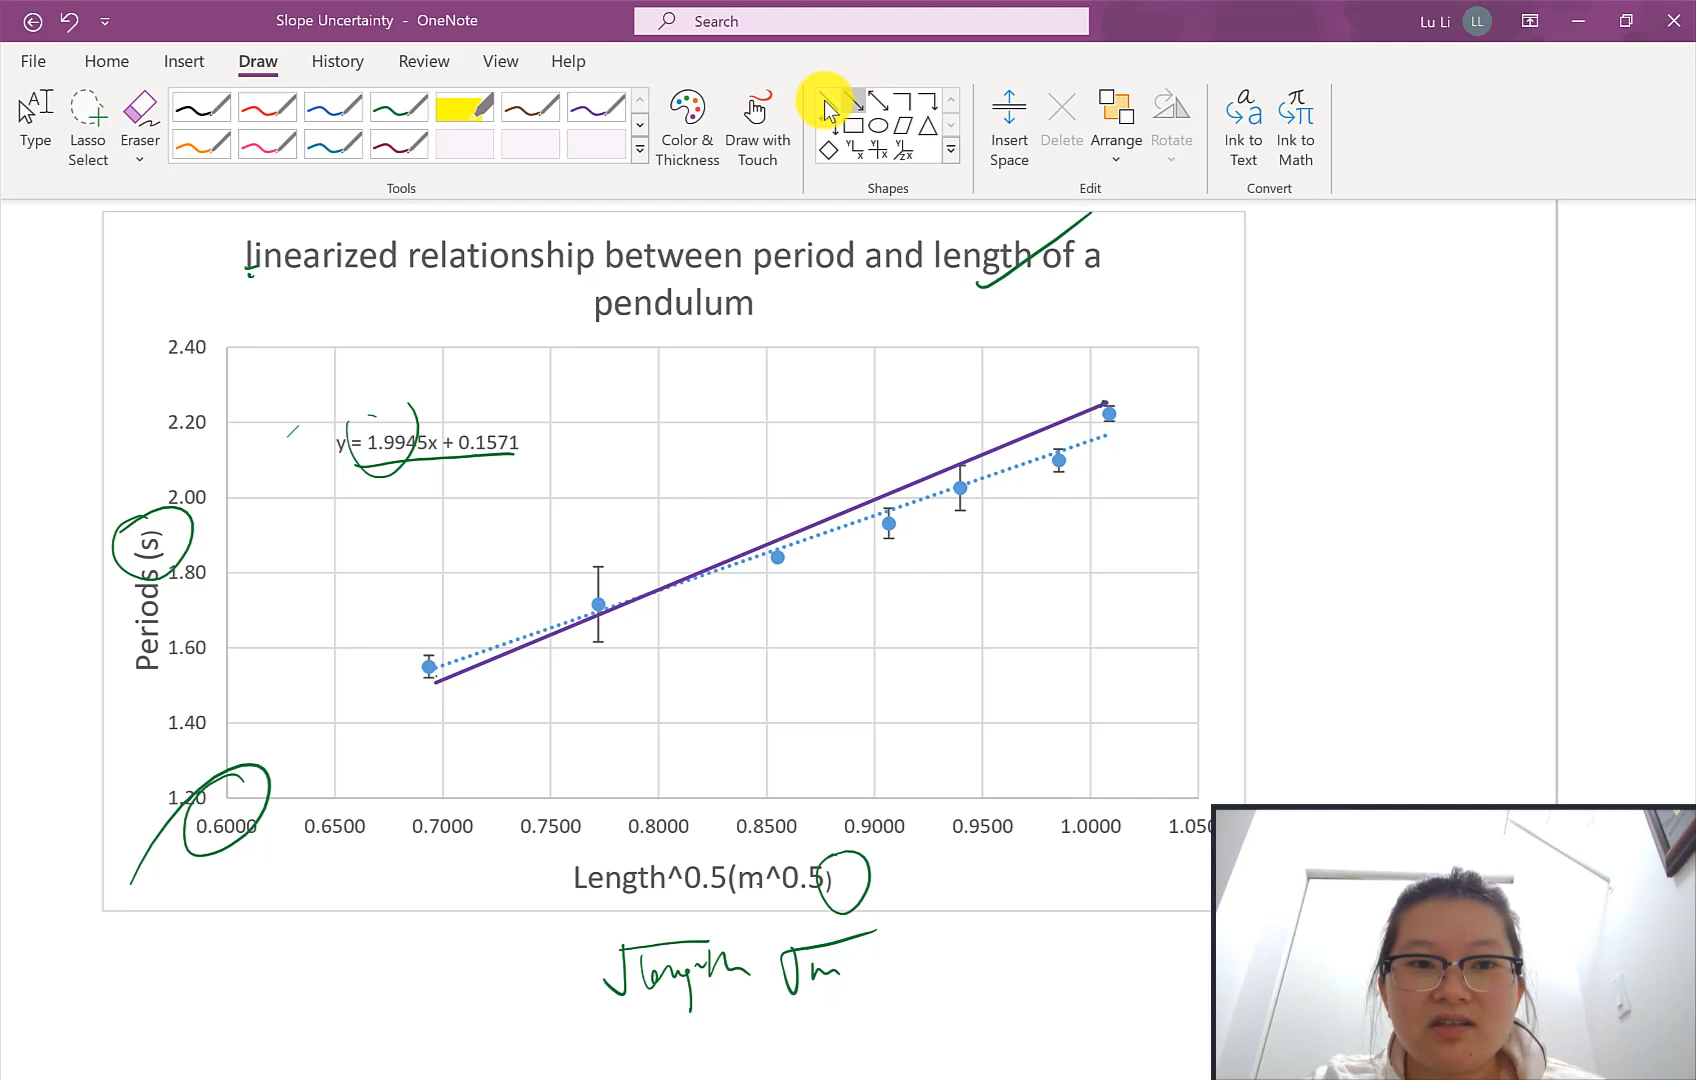 Slope Uncertainty - OneNote
Search
Lu Li
LL
File Home Insert Draw History Review View Help
Type
Lasso Select
Eraser
Color & Thickness
Draw with Touch
Insert Space
Delete
Arrange
Rotate
Ink to Text
Ink to Math
Tools
Shapes
Edit
Convert
linearized relationship between period and length of a
pendulum
2.40
2.20
y = 1.9945x + 0.1571
2.00
1.80
1.60
1.40
1.20
Periods (s)
0.6000 0.6500 0.7000 0.7500 0.8000 0.8500 0.9000 0.9500 1.0000 1.050
Length^0.5(m^0.5)
√length √m